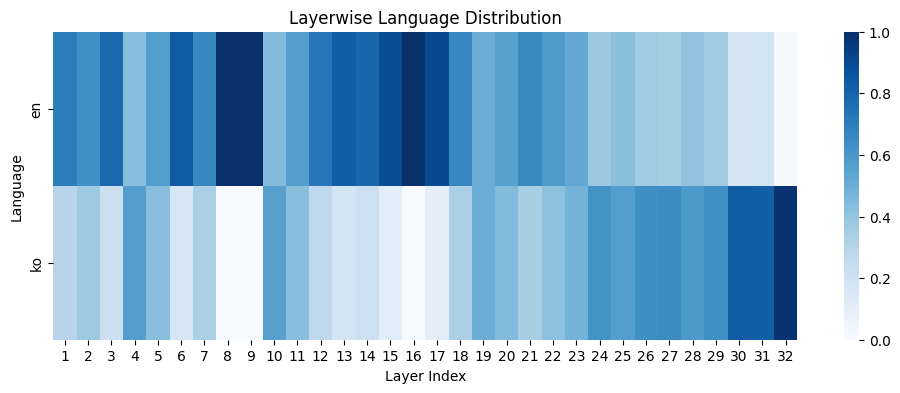 Layerwise Language Distribution
Language
en
ko
1 2 3 4 5 6 7 8 9 10 11 12 13 14 15 16 17 18 19 20 21 22 23 24 25 26 27 28 29 30 31 32
Layer Index
1.0
0.8
0.6
0.4
0.2
0.0